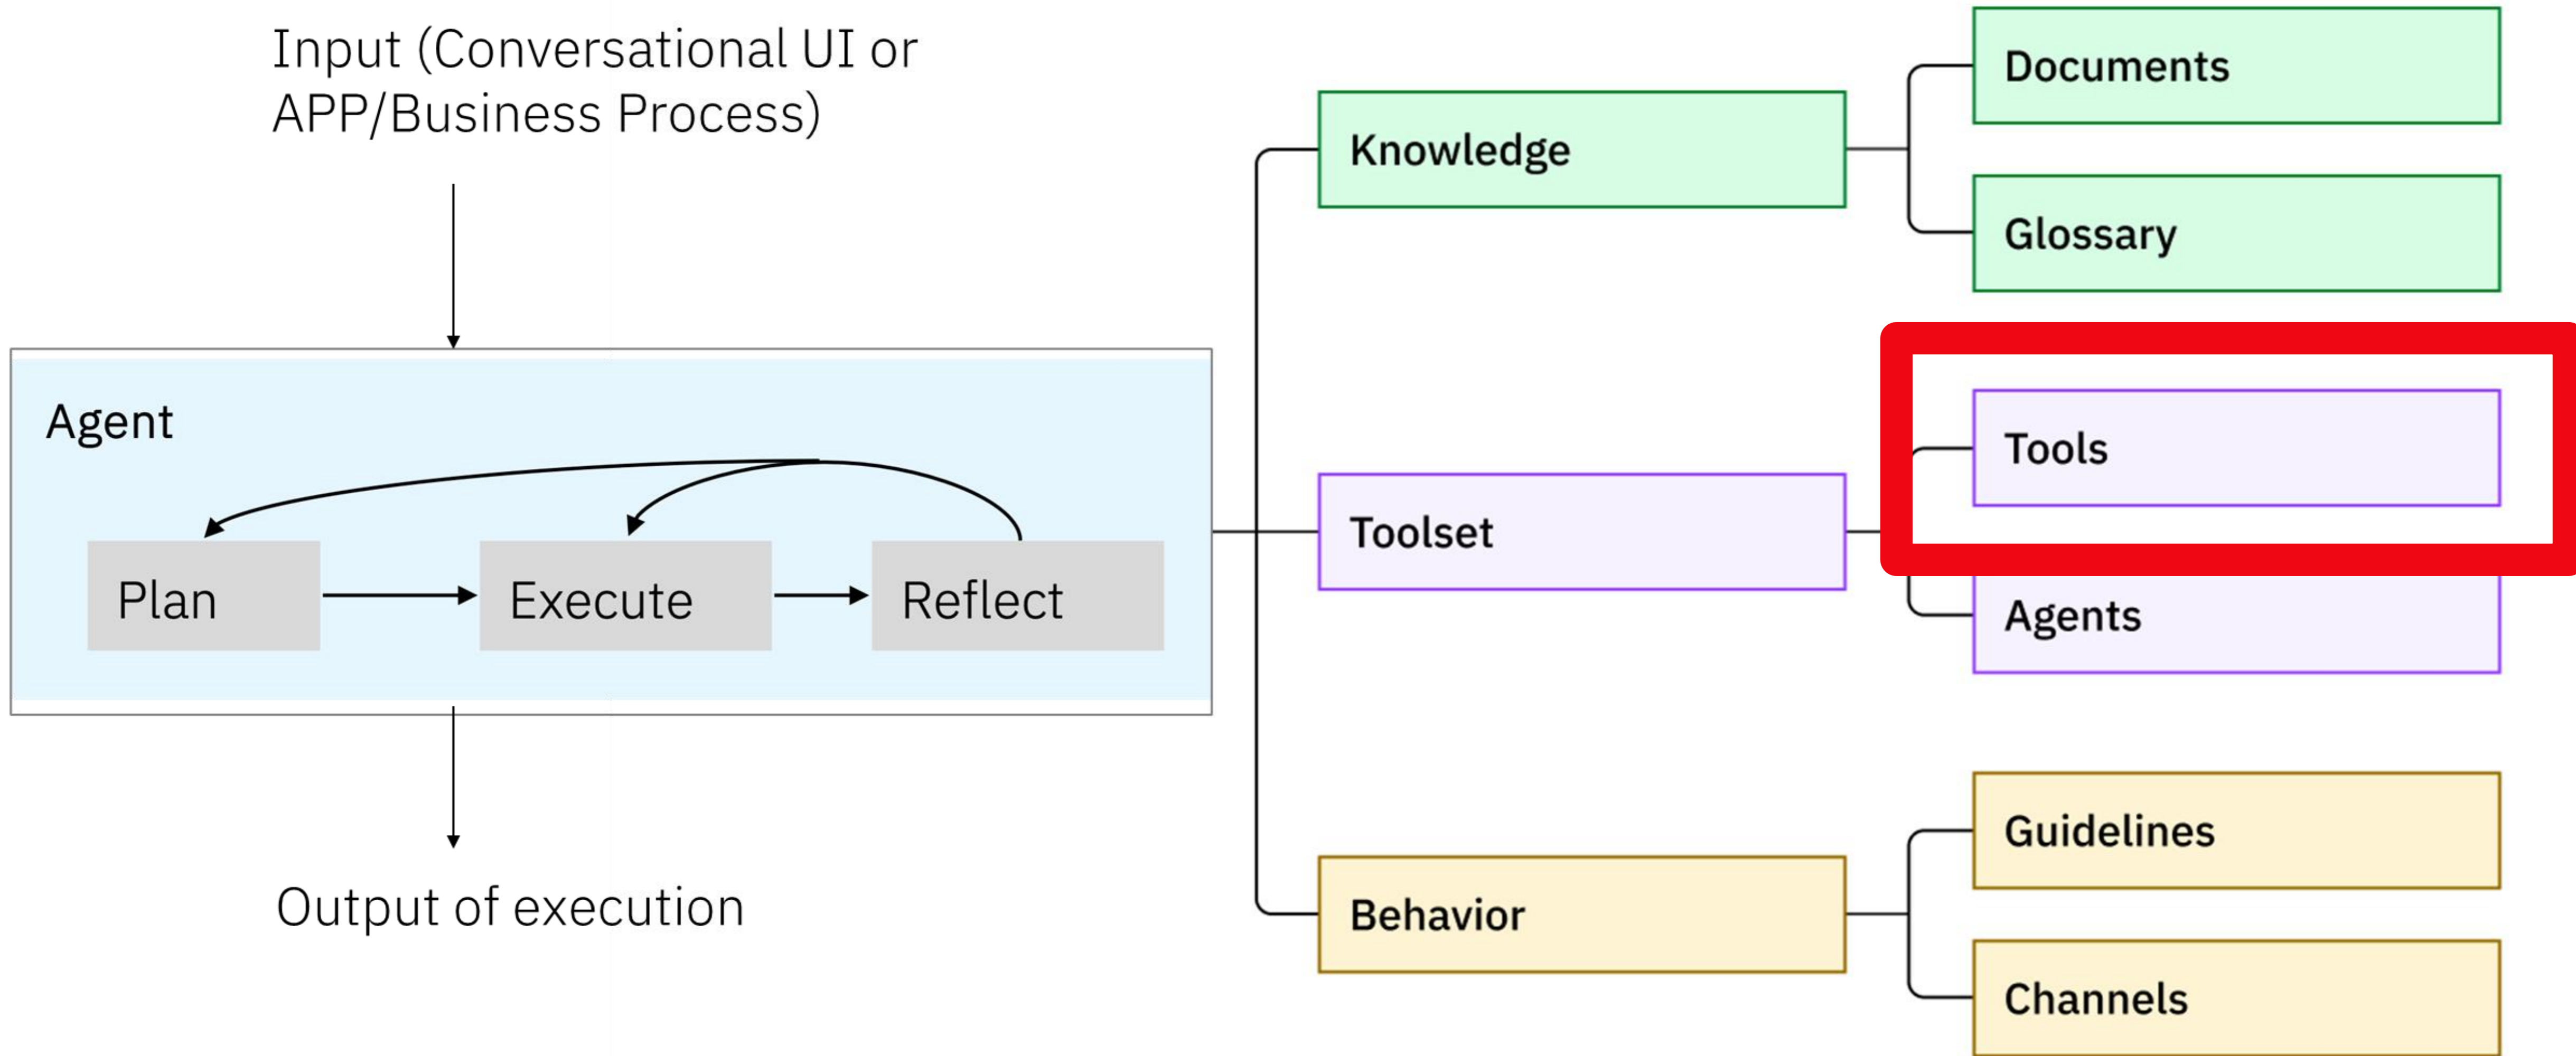 Input (Conversational UI or
APP/Business Process)
Agent
Plan
Execute
Reflect
Output of execution
Knowledge
Documents
Glossary
Toolset
Tools
Agents
Behavior
Guidelines
Channels